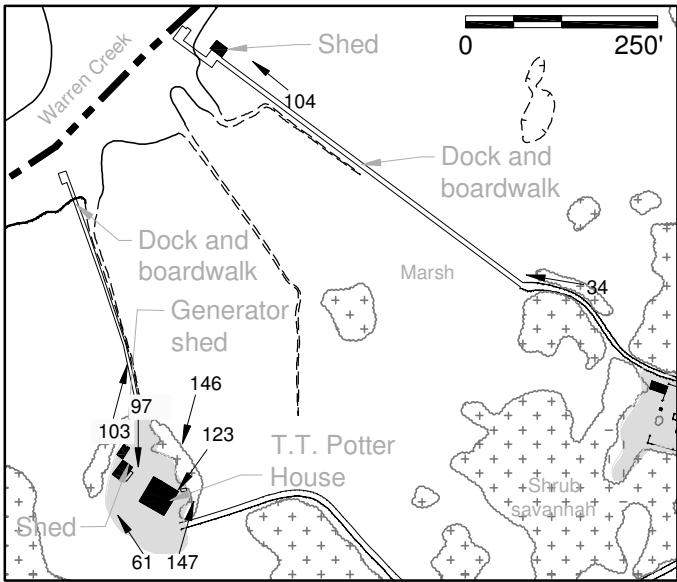 Shed
0 250'
Warren Creek
104
Dock and
boardwalk
Dock and
boardwalk
Marsh
34
Generator
shed
146
97
103
123
T.T. Potter
House
Shrub
savannah
Shed
61
147